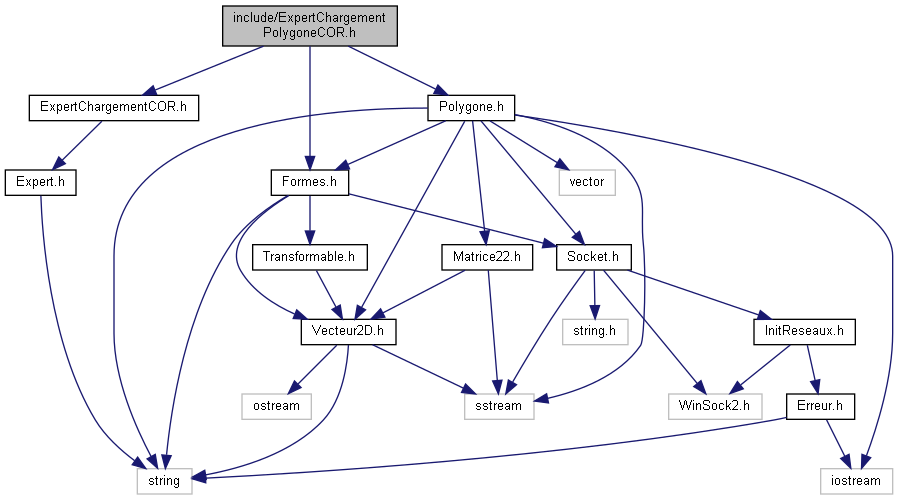 include/ExpertChargement
PolygoneCOR.h
ExpertChargementCOR.h
Polygone.h
Expert.h
Formes.h
vector
Transformable.h
Matrice22.h
Socket.h
Vecteur2D.h
string.h
InitReseaux.h
ostream
sstream
WinSock2.h
Erreur.h
string
iostream